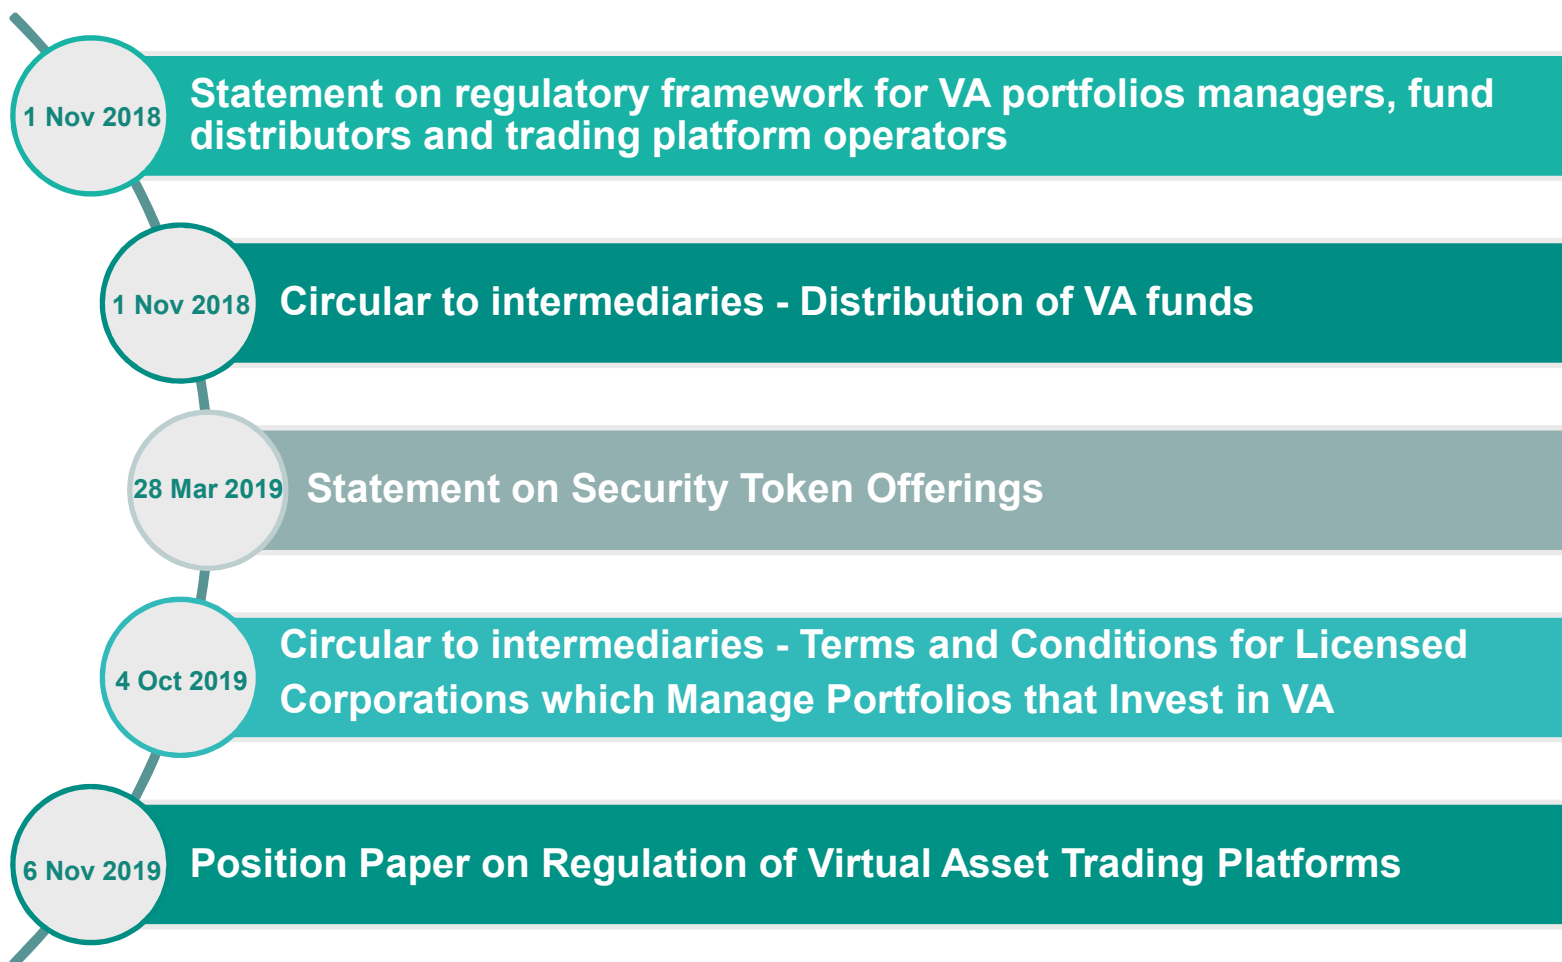 1 Nov 2018
Statement on regulatory framework for VA portfolios managers, fund
distributors and trading platform operators
1 Nov 2018
Circular to intermediaries - Distribution of VA funds
28 Mar 2019
Statement on Security Token Offerings
4 Oct 2019
Circular to intermediaries - Terms and Conditions for Licensed
Corporations which Manage Portfolios that Invest in VA
6 Nov 2019
Position Paper on Regulation of Virtual Asset Trading Platforms